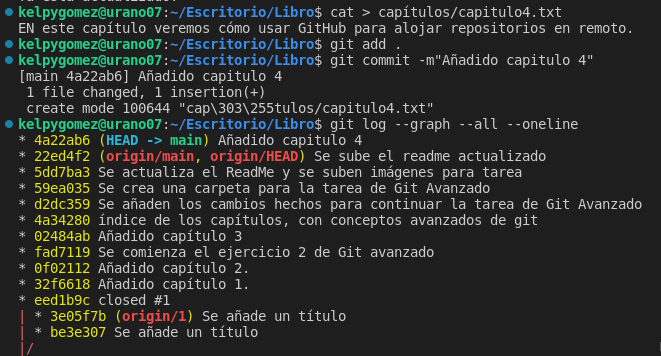 kelpygomez@urano07:~/Escritorio/Libro$ cat > capítulos/capitulo4.txt
EN este capítulo veremos cómo usar GitHub para alojar repositorios en remoto.
kelpygomez@urano07:~/Escritorio/Libro$ git add .
kelpygomez@urano07:~/Escritorio/Libro$ git commit -m"Añadido capitulo 4"
[main 4a22ab6] Añadido capitulo 4
 1 file changed, 1 insertion(+)
 create mode 100644 "cap\303\255tulos/capitulo4.txt"
kelpygomez@urano07:~/Escritorio/Libro$ git log --graph --all --oneline
* 4a22ab6 (HEAD -> main) Añadido capitulo 4
* 22ed4f2 (origin/main, origin/HEAD) Se sube el readme actualizado
* 5dd7ba3 Se actualiza el ReadMe y se suben imágenes para tarea
* 59ea035 Se crea una carpeta para la tarea de Git Avanzado
* d2dc359 Se añaden los cambios hechos para continuar la tarea de Git Avanzado
* 4a34280 índice de los capítulos, con conceptos avanzados de git
* 02484ab Añadido capítulo 3
* fad7119 Se comienza el ejercicio 2 de Git avanzado
* 0f02112 Añadido capítulo 2.
* 32f6618 Añadido capítulo 1.
* eed1b9c closed #1
| * 3e05f7b (origin/1) Se añade un título
| * be3e307 Se añade un título
|/